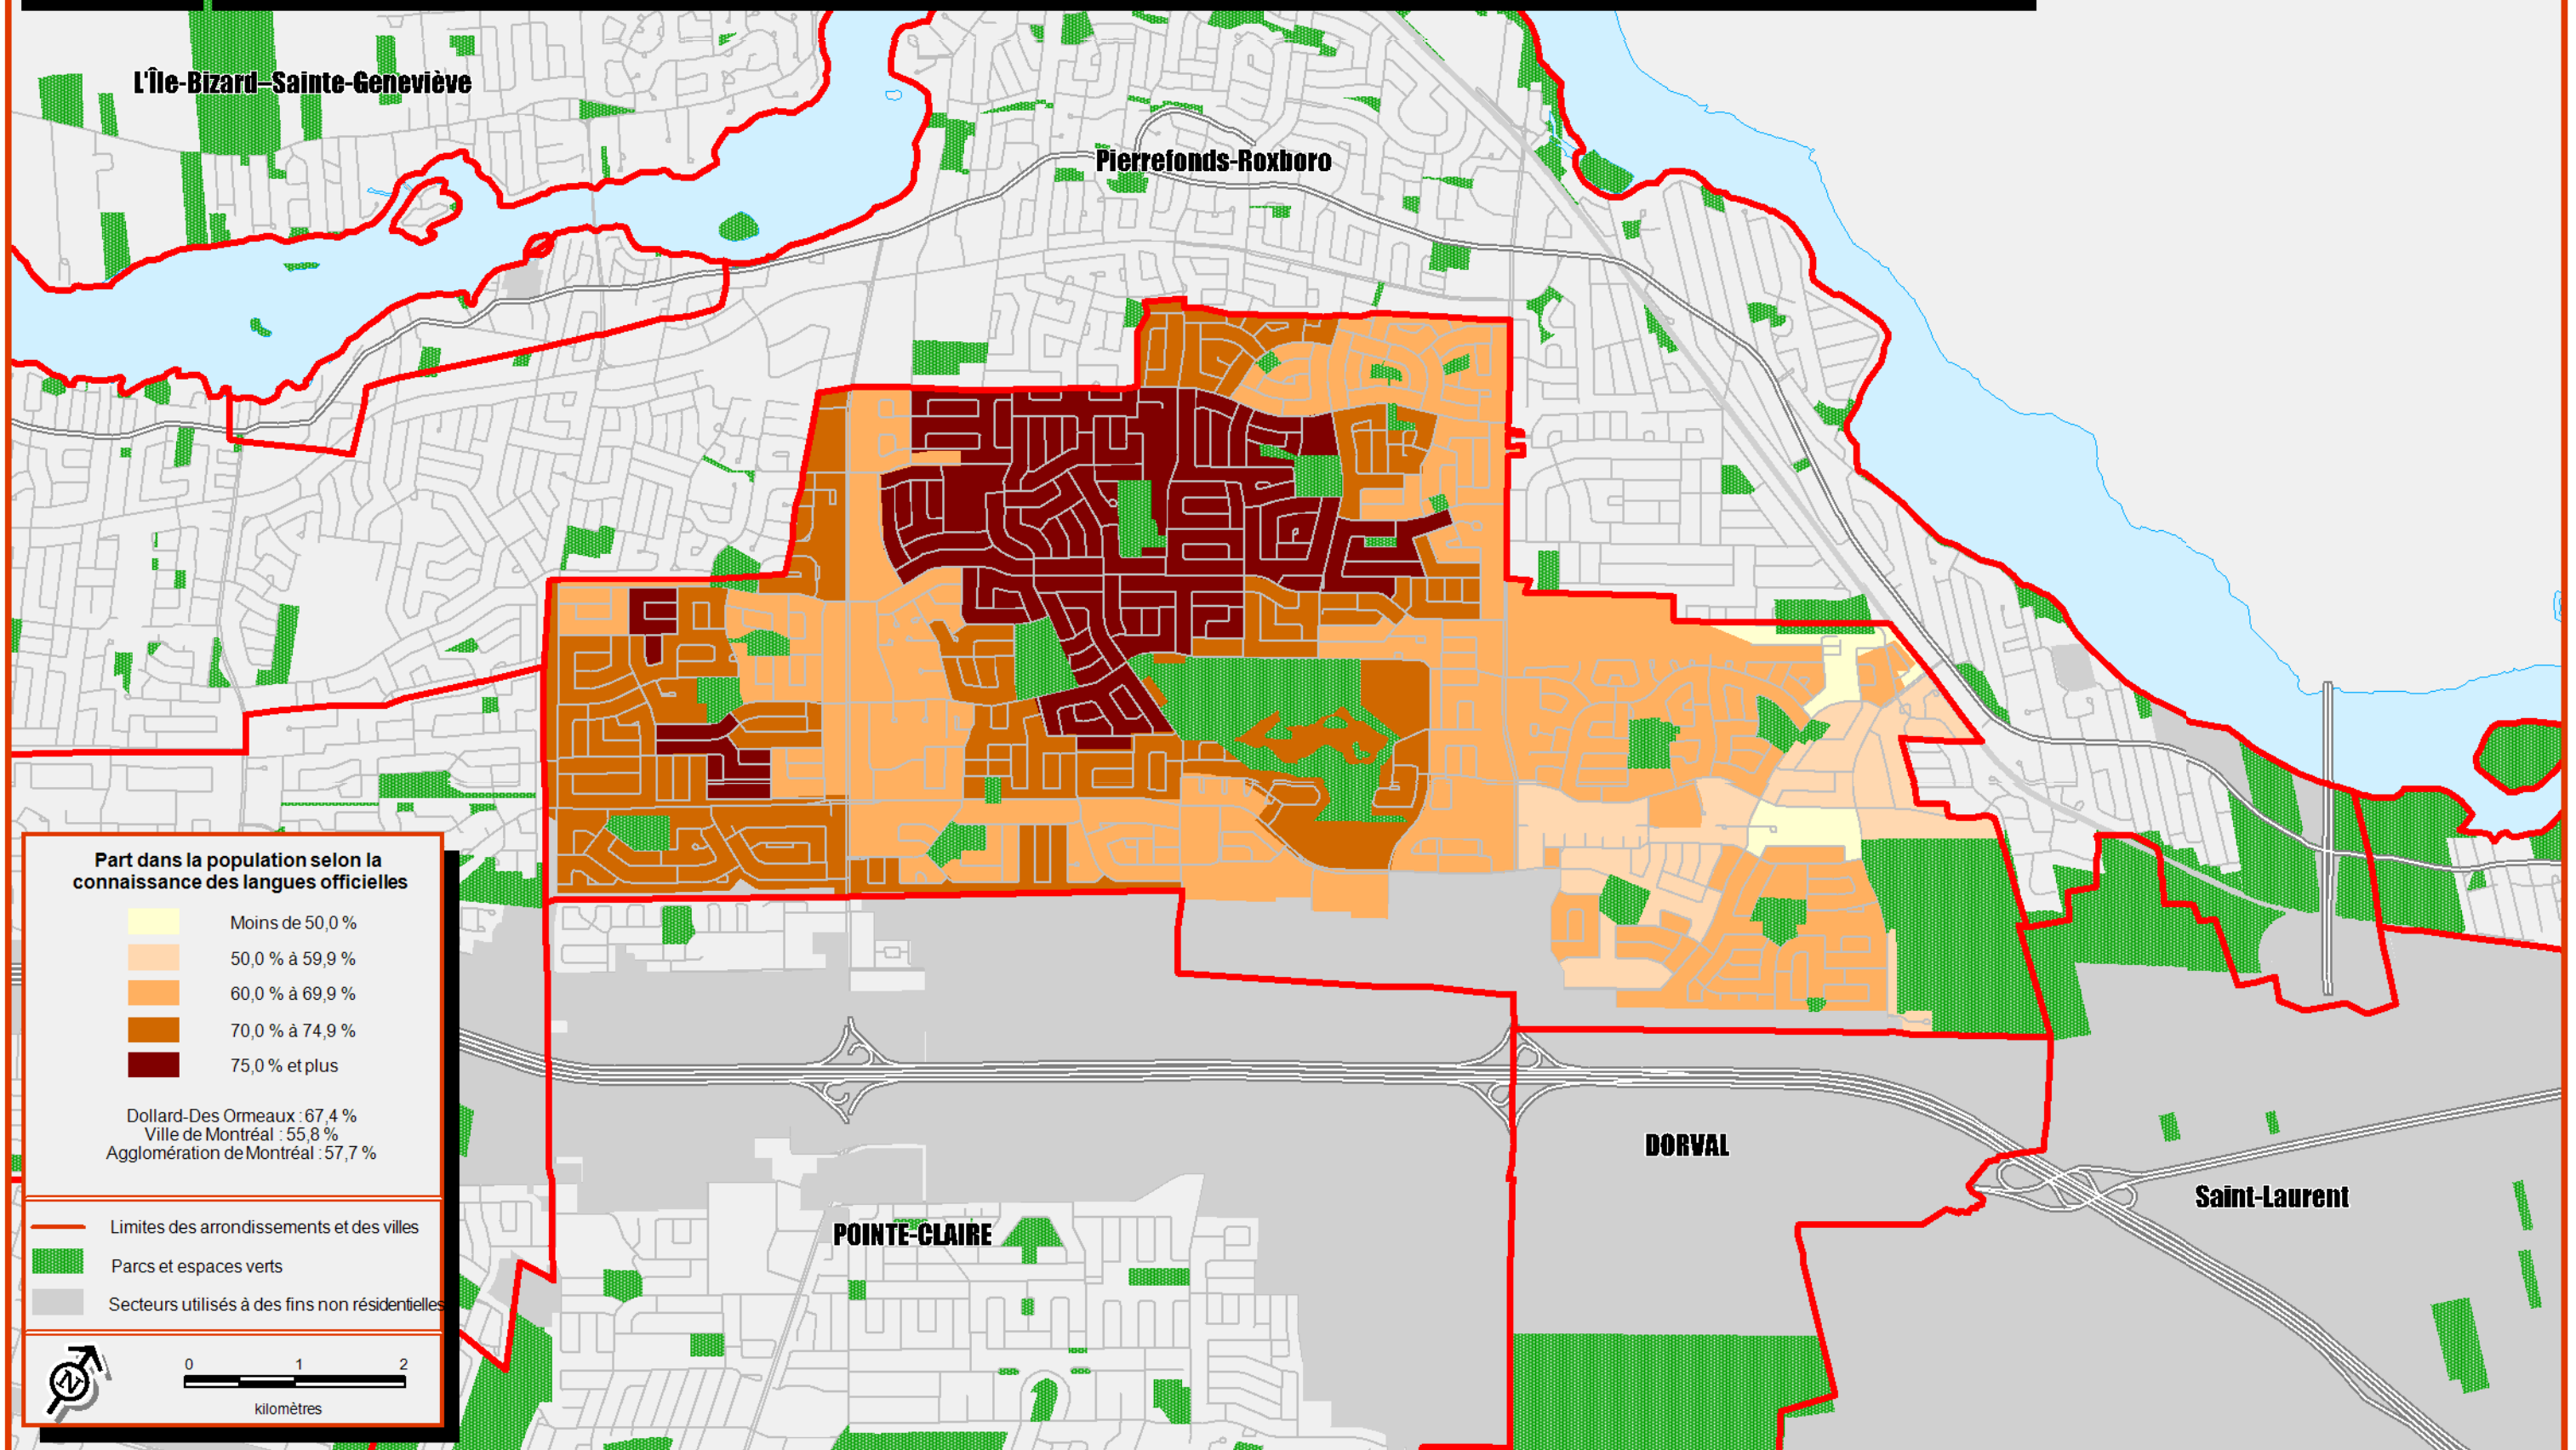 L'Île-Bizard–Sainte-Geneviève
Pierrefonds-Roxboro
Part dans la population selon la
connaissance des langues officielles
Moins de 50,0 %
50,0 % à 59,9 %
60,0 % à 69,9 %
70,0 % à 74,9 %
75,0 % et plus
Dollard-Des Ormeaux : 67,4 %
Ville de Montréal : 55,8 %
Agglomération de Montréal : 57,7 %
Limites des arrondissements et des villes
Parcs et espaces verts
Secteurs utilisés à des fins non résidentielles
N
0 1 2
kilomètres
POINTE-CLAIRE
DORVAL
Saint-Laurent